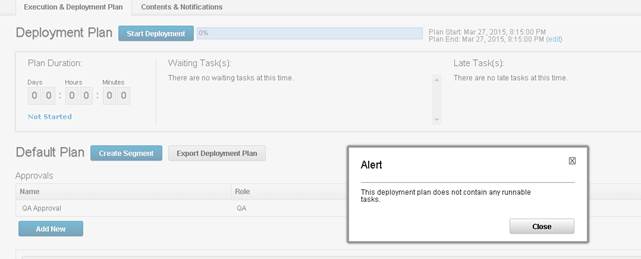 Execution & Deployment Plan
Contents & Notifications
Deployment Plan
Start Deployment
0%
Plan Start: Mar 27, 2015, 8:15:00 PM
Plan End: Mar 27, 2015, 8:15:00 PM (edit)
Plan Duration:
Waiting Task(s):
Late Task(s):
Days Hours Minutes
There are no waiting tasks at this time.
There are no late tasks at this time.
0 0 : 0 0 : 0 0
Not Started
Default Plan
Create Segment
Export Deployment Plan
Approvals
Name Role
QA Approval QA
Add New
Alert
This deployment plan does not contain any runnable
tasks.
Close